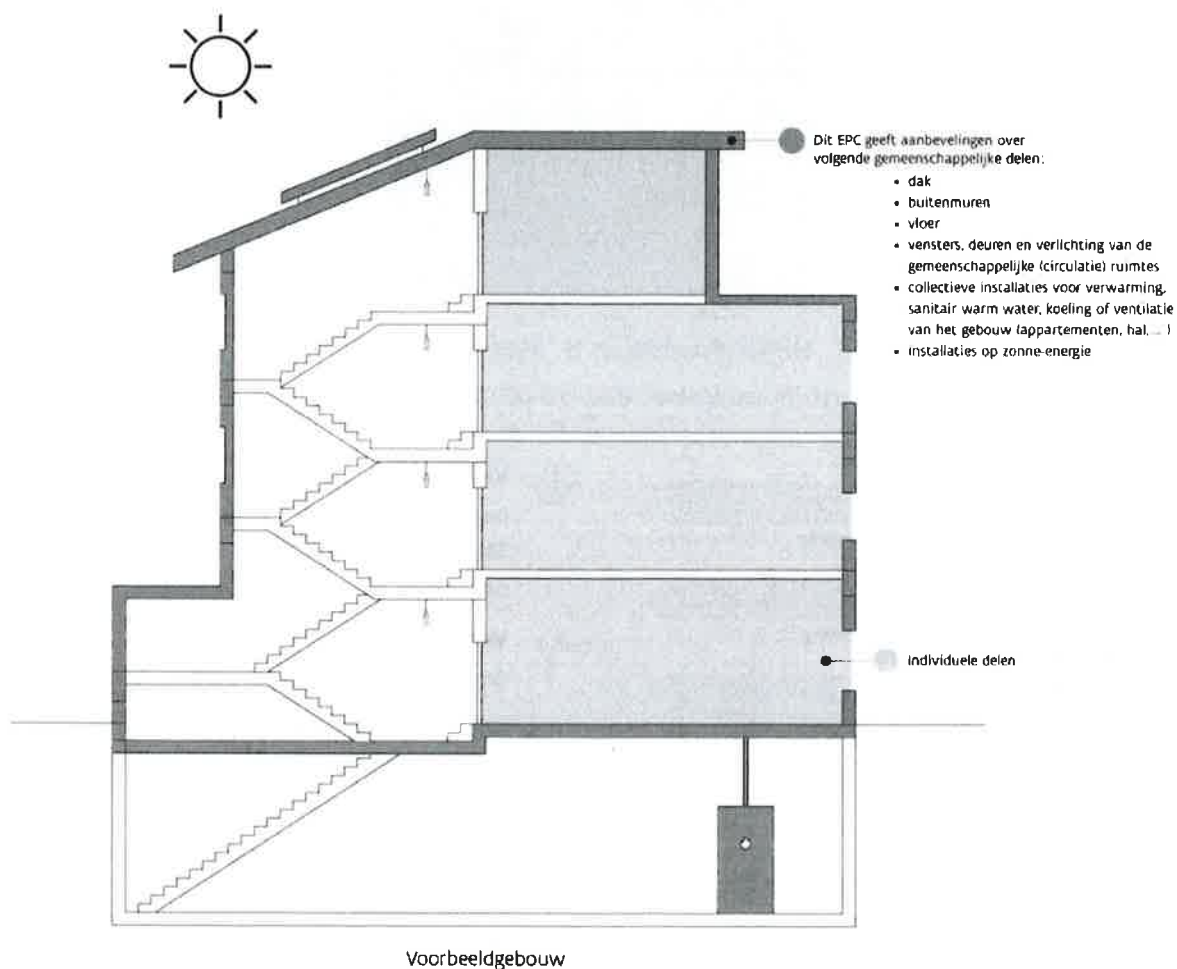 Dit EPC geeft aanbevelingen over
volgende gemeenschappelijke delen:
• dak
• buitenmuren
• vloer
• vensters, deuren en verlichting van de
gemeenschappelijke (circulatie) ruimtes
• collectieve installaties voor verwarming,
sanitair warm water, koeling of ventilatie
van het gebouw (appartementen, hal, ... )
• installaties op zonne-energie
individuele delen
Voorbeeldgebouw